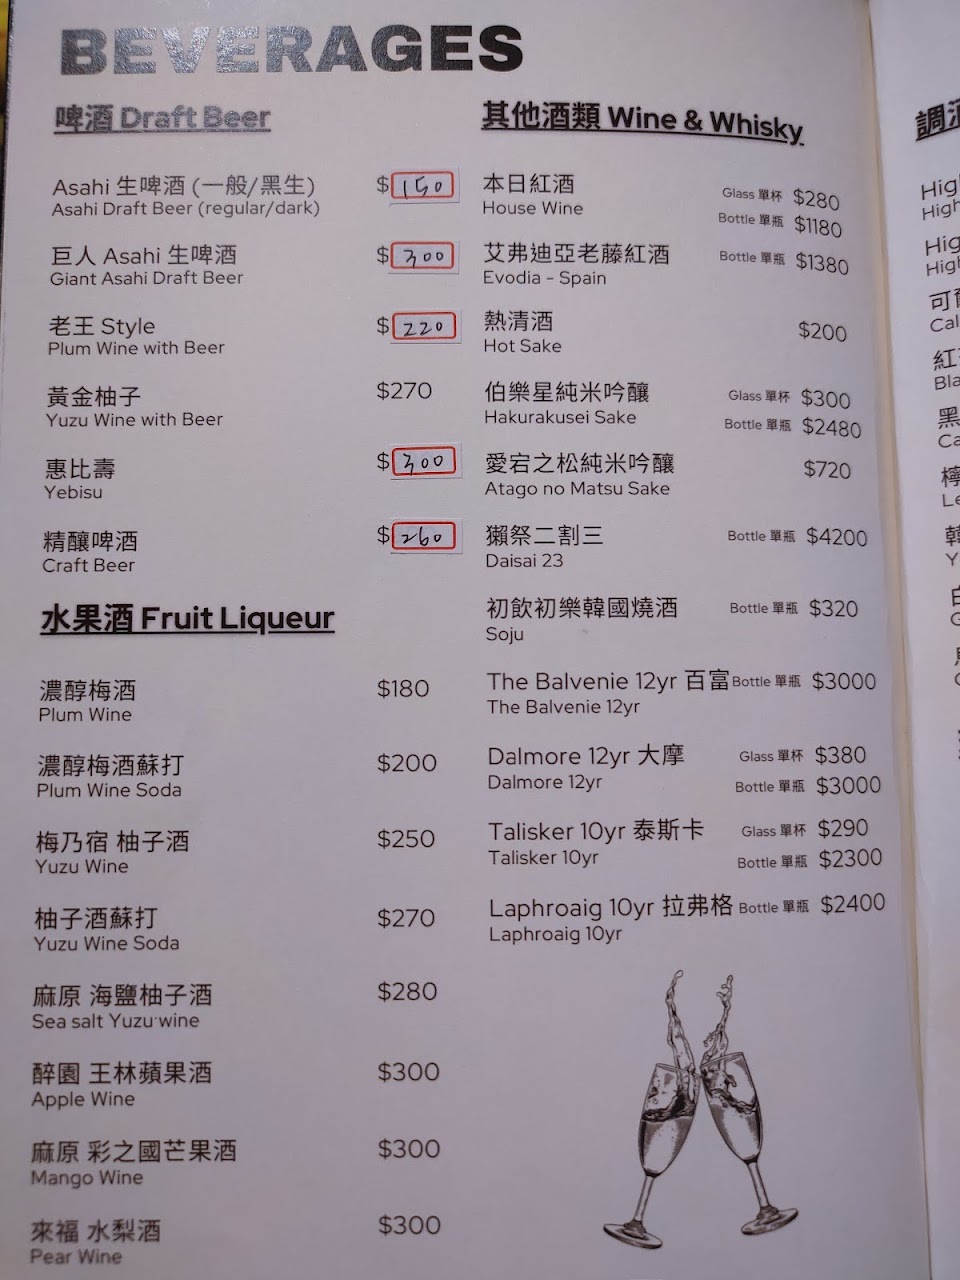 BEVERAGES
啤酒 Draft Beer
Asahi 生啤酒 (一般/黑生) $150
Asahi Draft Beer (regular/dark)
巨人 Asahi 生啤酒 $300
Giant Asahi Draft Beer
老王 Style $220
Plum Wine with Beer
黃金柚子 $270
Yuzu Wine with Beer
惠比壽 $300
Yebisu
精釀啤酒 $260
Craft Beer
水果酒 Fruit Liqueur
濃醇梅酒 $180
Plum Wine
濃醇梅酒蘇打 $200
Plum Wine Soda
梅乃宿 柚子酒 $250
Yuzu Wine
柚子酒蘇打 $270
Yuzu Wine Soda
麻原 海鹽柚子酒 $280
Sea salt Yuzu wine
醉園 王林蘋果酒 $300
Apple Wine
麻原 彩之國芒果酒 $300
Mango Wine
來福 水梨酒 $300
Pear Wine
其他酒類 Wine & Whisky
本日紅酒 Glass 單杯 $280
House Wine Bottle 單瓶 $1180
艾弗迪亞老藤紅酒 Bottle 單瓶 $1380
Evodia - Spain
熱清酒 $200
Hot Sake
伯樂星純米吟釀 Glass 單杯 $300
Hakurakusei Sake Bottle 單瓶 $2480
愛宕之松純米吟釀 $720
Atago no Matsu Sake
獺祭二割三 Bottle 單瓶 $4200
Daisai 23
初飲初樂韓國燒酒 Bottle 單瓶 $320
Soju
The Balvenie 12yr 百富 Bottle 單瓶 $3000
The Balvenie 12yr
Dalmore 12yr 大摩 Glass 單杯 $380
Dalmore 12yr Bottle 單瓶 $3000
Talisker 10yr 泰斯卡 Glass 單杯 $290
Talisker 10yr Bottle 單瓶 $2300
Laphroaig 10yr 拉弗格 Bottle 單瓶 $2400
Laphroaig 10yr